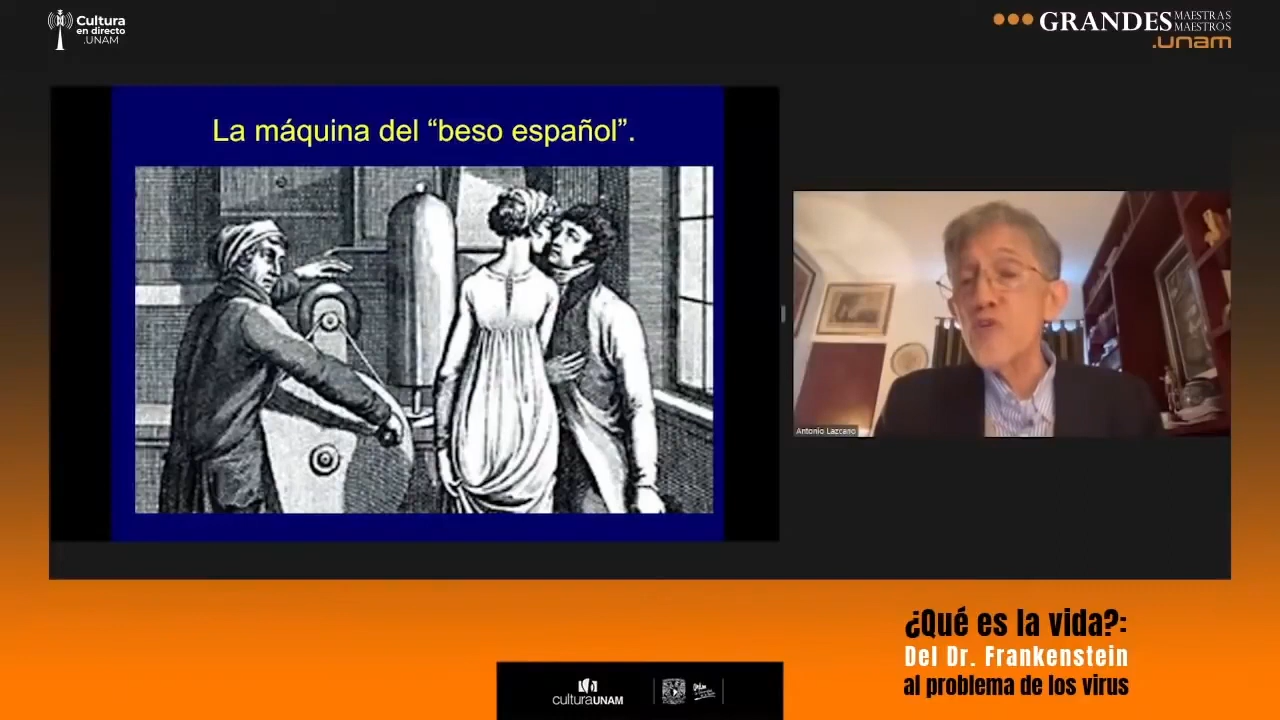 Cultura
en directo
.UNAM
GRANDES MAESTRAS
MAESTROS
.unam
La máquina del “beso español”.
Antonio Lazcano
¿Qué es la vida?:
Del Dr. Frankenstein
al problema de los virus
culturaUNAM